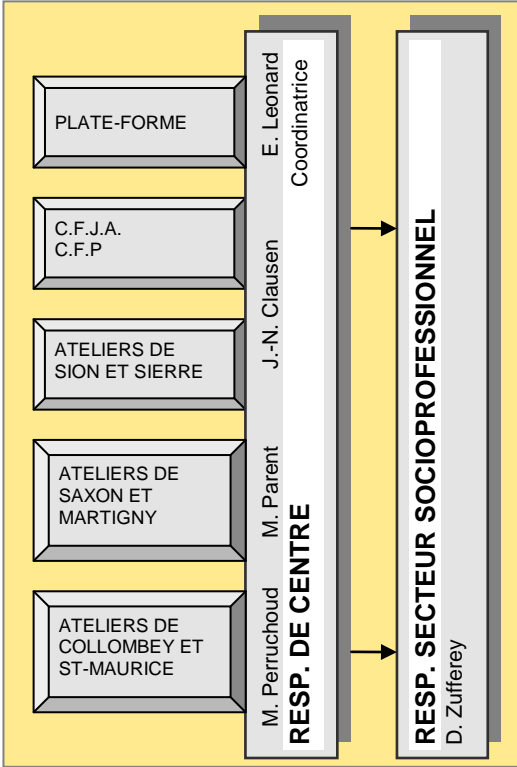 PLATE-FORME
C.F.J.A.
C.F.P
ATELIERS DE
SION ET SIERRE
ATELIERS DE
SAXON ET
MARTIGNY
ATELIERS DE
COLLOMBEY ET
ST-MAURICE
M. Perruchoud M. Parent J.-N. Clausen E. Leonard
RESP. DE CENTRE Coordinatrice
RESP. SECTEUR SOCIOPROFESSIONNEL
D. Zufferey